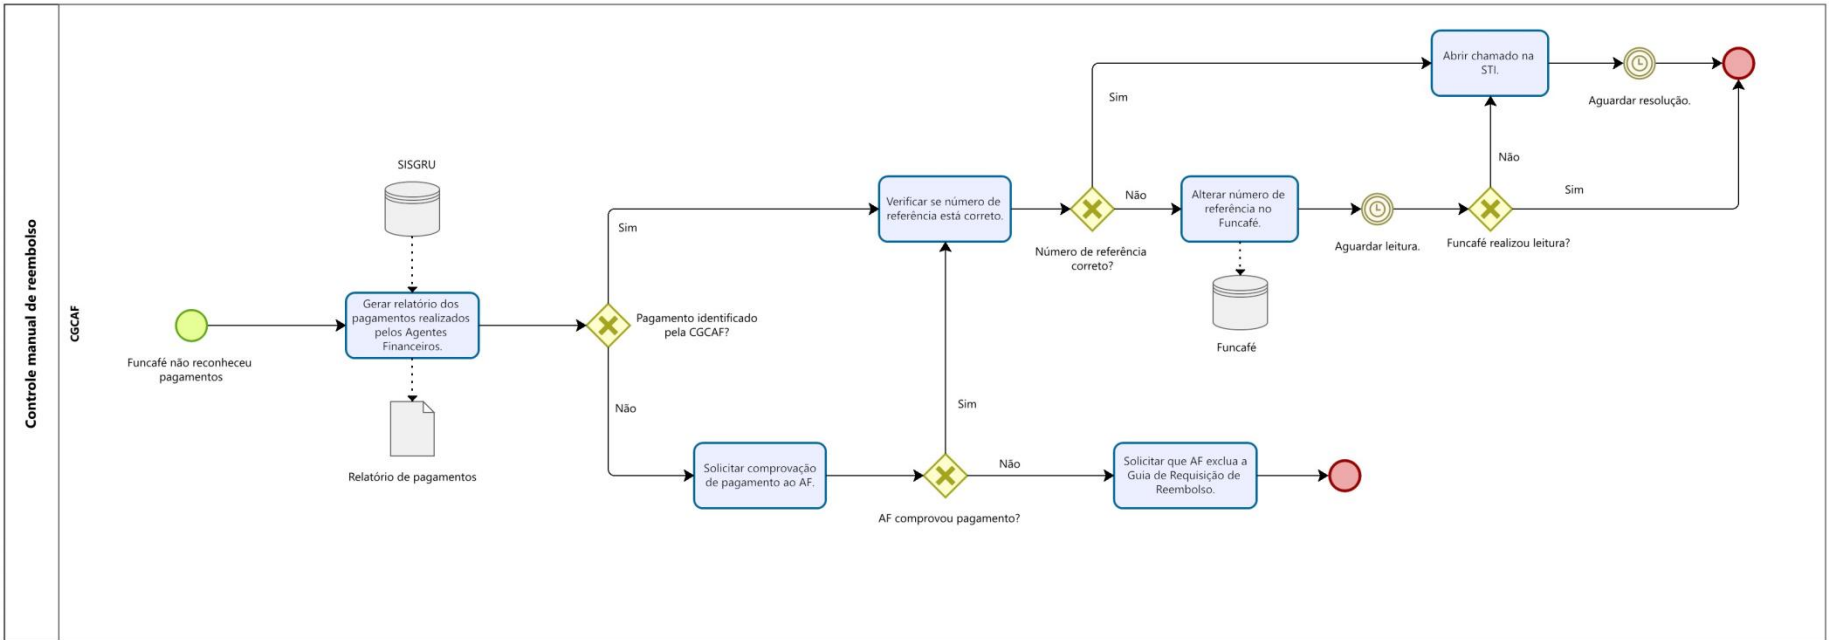 Controle manual de reembolso
CGCAF
Funcafé não reconheceu
pagamentos
SISGRU
Gerar relatório dos
pagamentos realizados
pelos Agentes
Financeiros.
Relatório de pagamentos
Pagamento identificado
pela CGCAF?
Sim
Não
Solicitar comprovação
de pagamento ao AF.
Verificar se número de
referência está correto.
Sim
AF comprovou pagamento?
Não
Solicitar que AF exclua a
Guia de Requisição de
Reembolso.
Número de referência
correto?
Sim
Não
Alterar número de
referência no
Funcafé.
Funcafé
Aguardar leitura.
Funcafé realizou leitura?
Não
Sim
Abrir chamado na
STI.
Aguardar resolução.